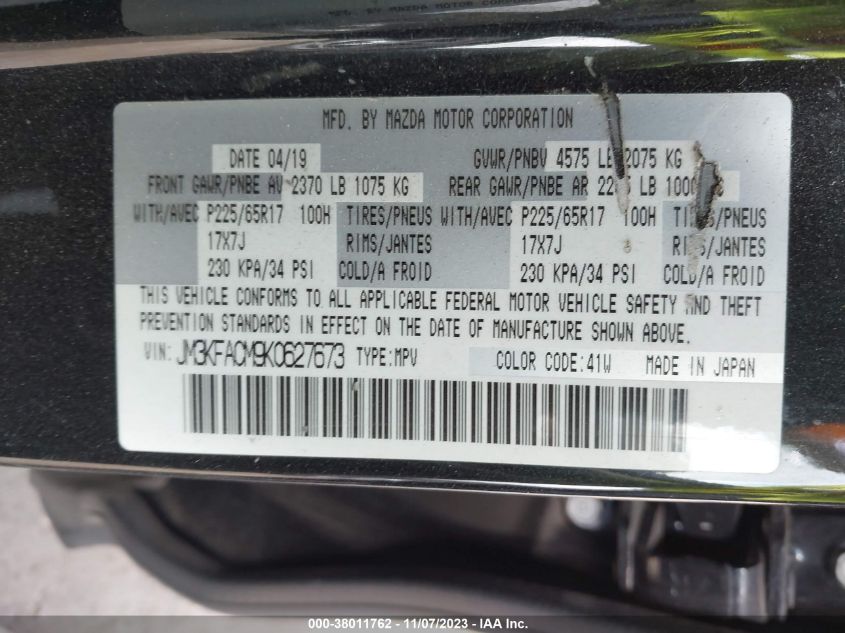 MFD. BY MAZDA MOTOR CORPORATION
DATE 04/19 GVWR/PNBV 4575 LB 2075 KG
FRONT GAWR/PNBE AV 2370 LB 1075 KG REAR GAWR/PNBE AR LB
WITH/AVEC P225/65R17 100H TIRES/PNEUS WITH/AVEC P225/65R17 100H TIRES/PNEUS
17X7J RIMS/JANTES 17X7J RIMS/JANTES
230 KPA/34 PSI COLD/A FROID 230 KPA/34 PSI COLD/A FROID
THIS VEHICLE CONFORMS TO ALL APPLICABLE FEDERAL MOTOR VEHICLE SAFETY AND THEFT
PREVENTION STANDARDS IN EFFECT ON THE DATE OF MANUFACTURE SHOWN ABOVE.
VIN: JM3KFACM9K0627673 TYPE:MPV COLOR CODE:41W MADE IN JAPAN
000-38011762 - 11/07/2023 - IAAI.com